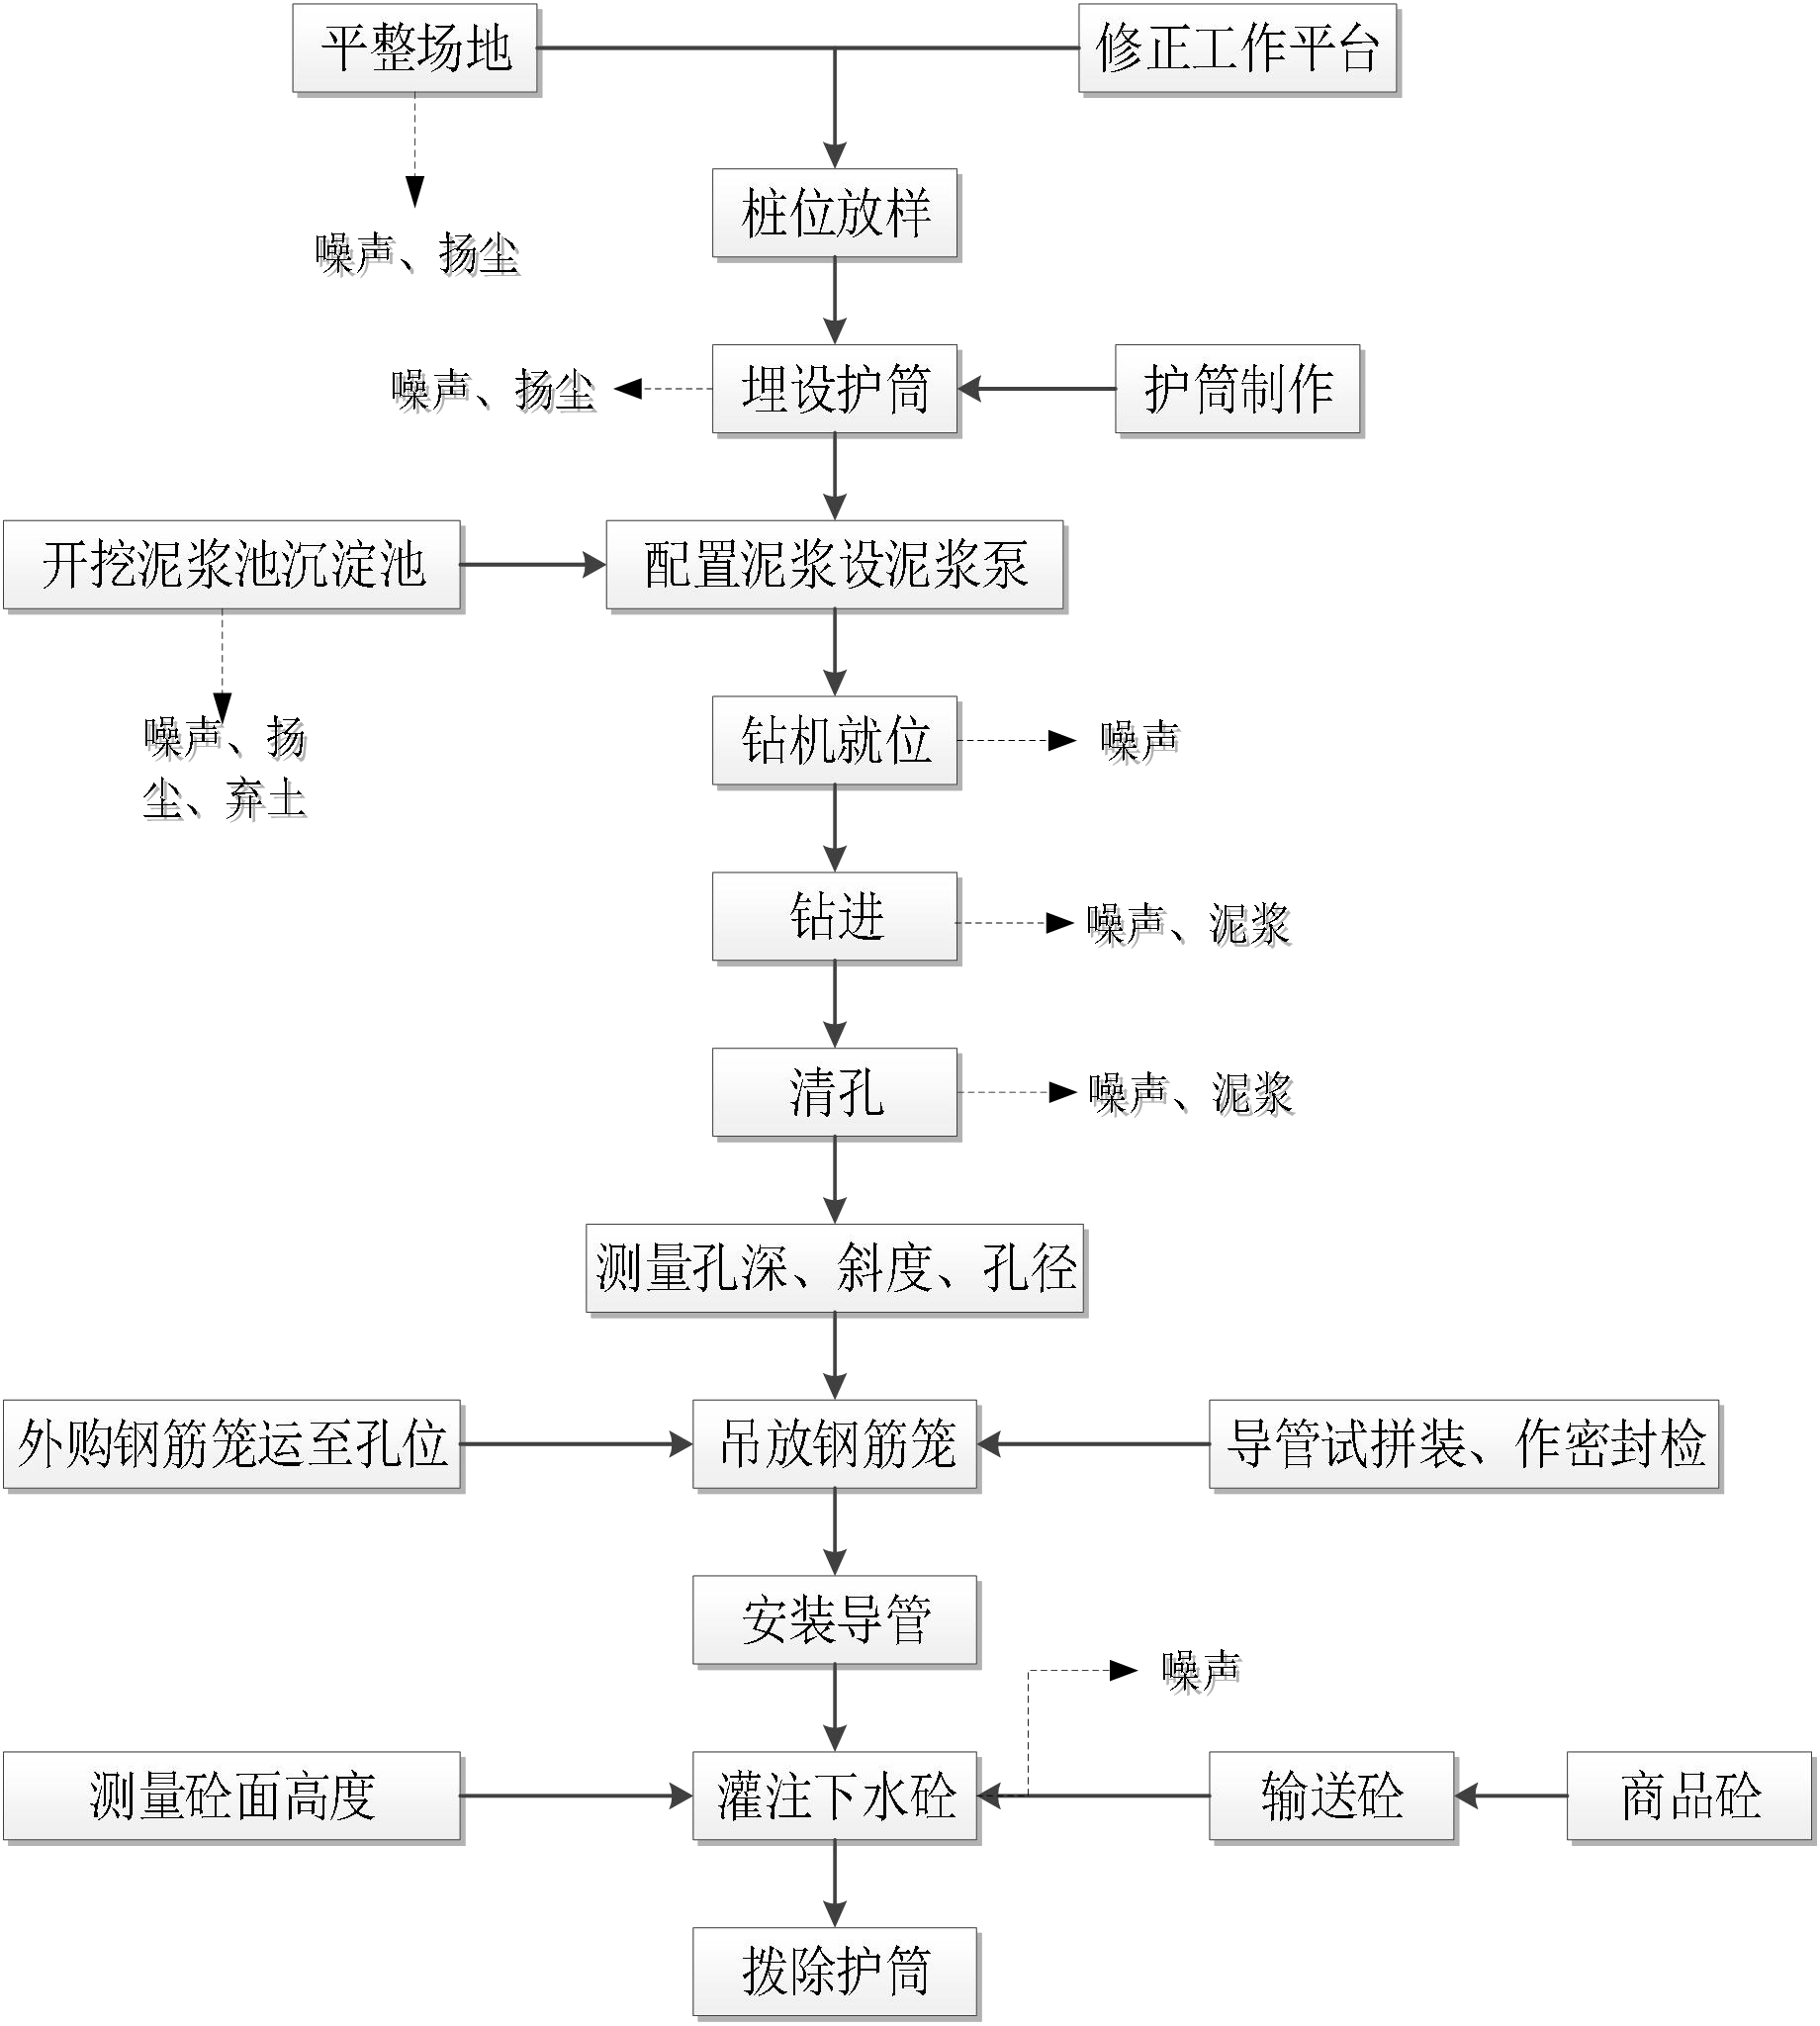 平整场地
修正工作平台
桩位放样
噪声、扬尘
噪声、扬尘
埋设护筒
护筒制作
开挖泥浆池沉淀池
配置泥浆设泥浆泵
噪声、扬
尘、弃土
钻机就位
噪声
钻进
噪声、泥浆
清孔
噪声、泥浆
测量孔深、斜度、孔径
外购钢筋笼运至孔位
吊放钢筋笼
导管试拼装、作密封检
安装导管
噪声
测量砼面高度
灌注下水砼
输送砼
商品砼
拨除护筒